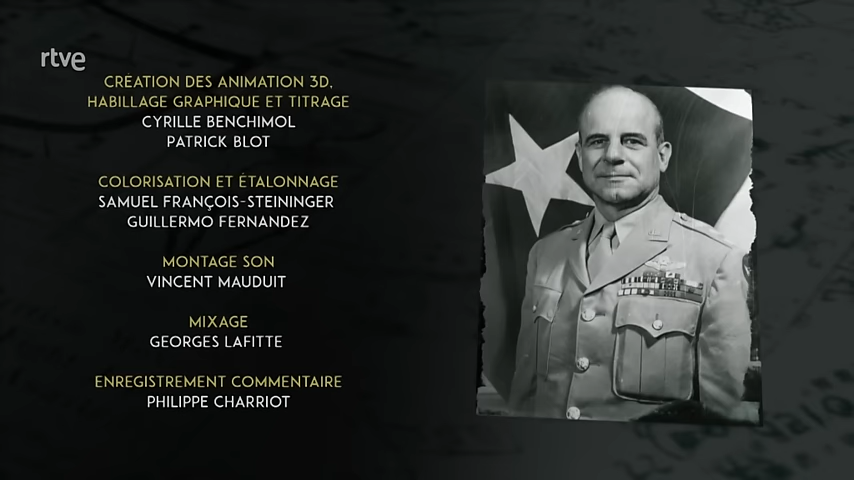 rtve
CRÉATION DES ANIMATION 3D,
HABILLAGE GRAPHIQUE ET TITRAGE
CYRILLE BENCHIMOL
PATRICK BLOT
COLORISATION ET ÉTALONNAGE
SAMUEL FRANÇOIS-STEININGER
GUILLERMO FERNANDEZ
MONTAGE SON
VINCENT MAUDUIT
MIXAGE
GEORGES LAFITTE
ENREGISTREMENT COMMENTAIRE
PHILIPPE CHARRIOT